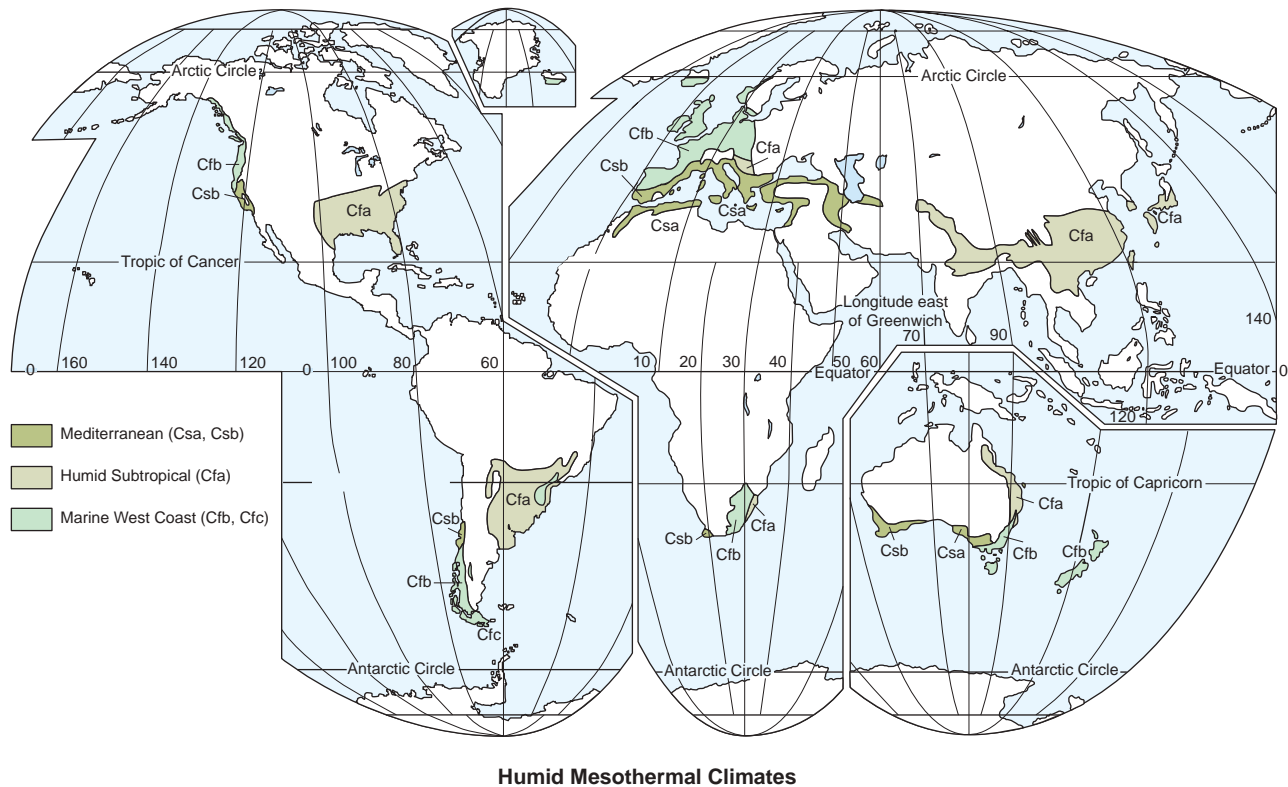 Arctic Circle
Arctic Circle
Cfb
Cfb
Cfa
Csb
Csb
Cfa
Csa
Csa
Cfa
Cfa
Tropic of Cancer
Longitude east
of Greenwich
70
90
140
0
160
120
0
100
80
60
10
20
30
40
50
60
Equator
Equator
0
120
Mediterranean (Csa, Csb)
Humid Subtropical (Cfa)
Marine West Coast (Cfb, Cfc)
Tropic of Capricorn
Cfa
Csb
Cfb
Cfc
Csb
Cfb
Cfa
Csb
Csa
Cfb
Cfa
Cfb
Antarctic Circle
Antarctic Circle
Antarctic Circle
Humid Mesothermal Climates